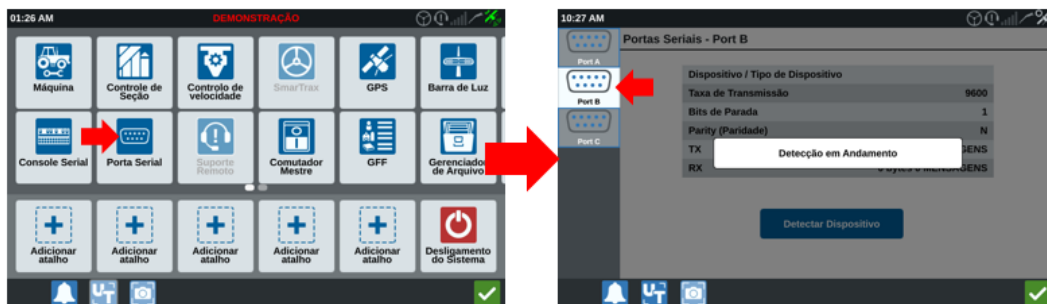 01:26 AM
DEMONSTRAÇÃO
Máquina
Controle de
Seção
Controlo de
velocidade
SmarTrax
GPS
Barra de Luz
Console Serial
Porta Serial
Suporte
Remoto
Comutador
Mestre
GFF
Gerenciador
de Arquivo
Adicionar
atalho
Adicionar
atalho
Adicionar
atalho
Adicionar
atalho
Adicionar
atalho
Desligamento
do Sistema
UT
10:27 AM
Port A
Port B
Port C
Portas Seriais - Port B
Dispositivo / Tipo de Dispositivo
Taxa de Transmissão 9600
Bits de Parada 1
Parity (Paridade) N
TX
Detecção em Andamento
RX
Detectar Dispositivo
UT